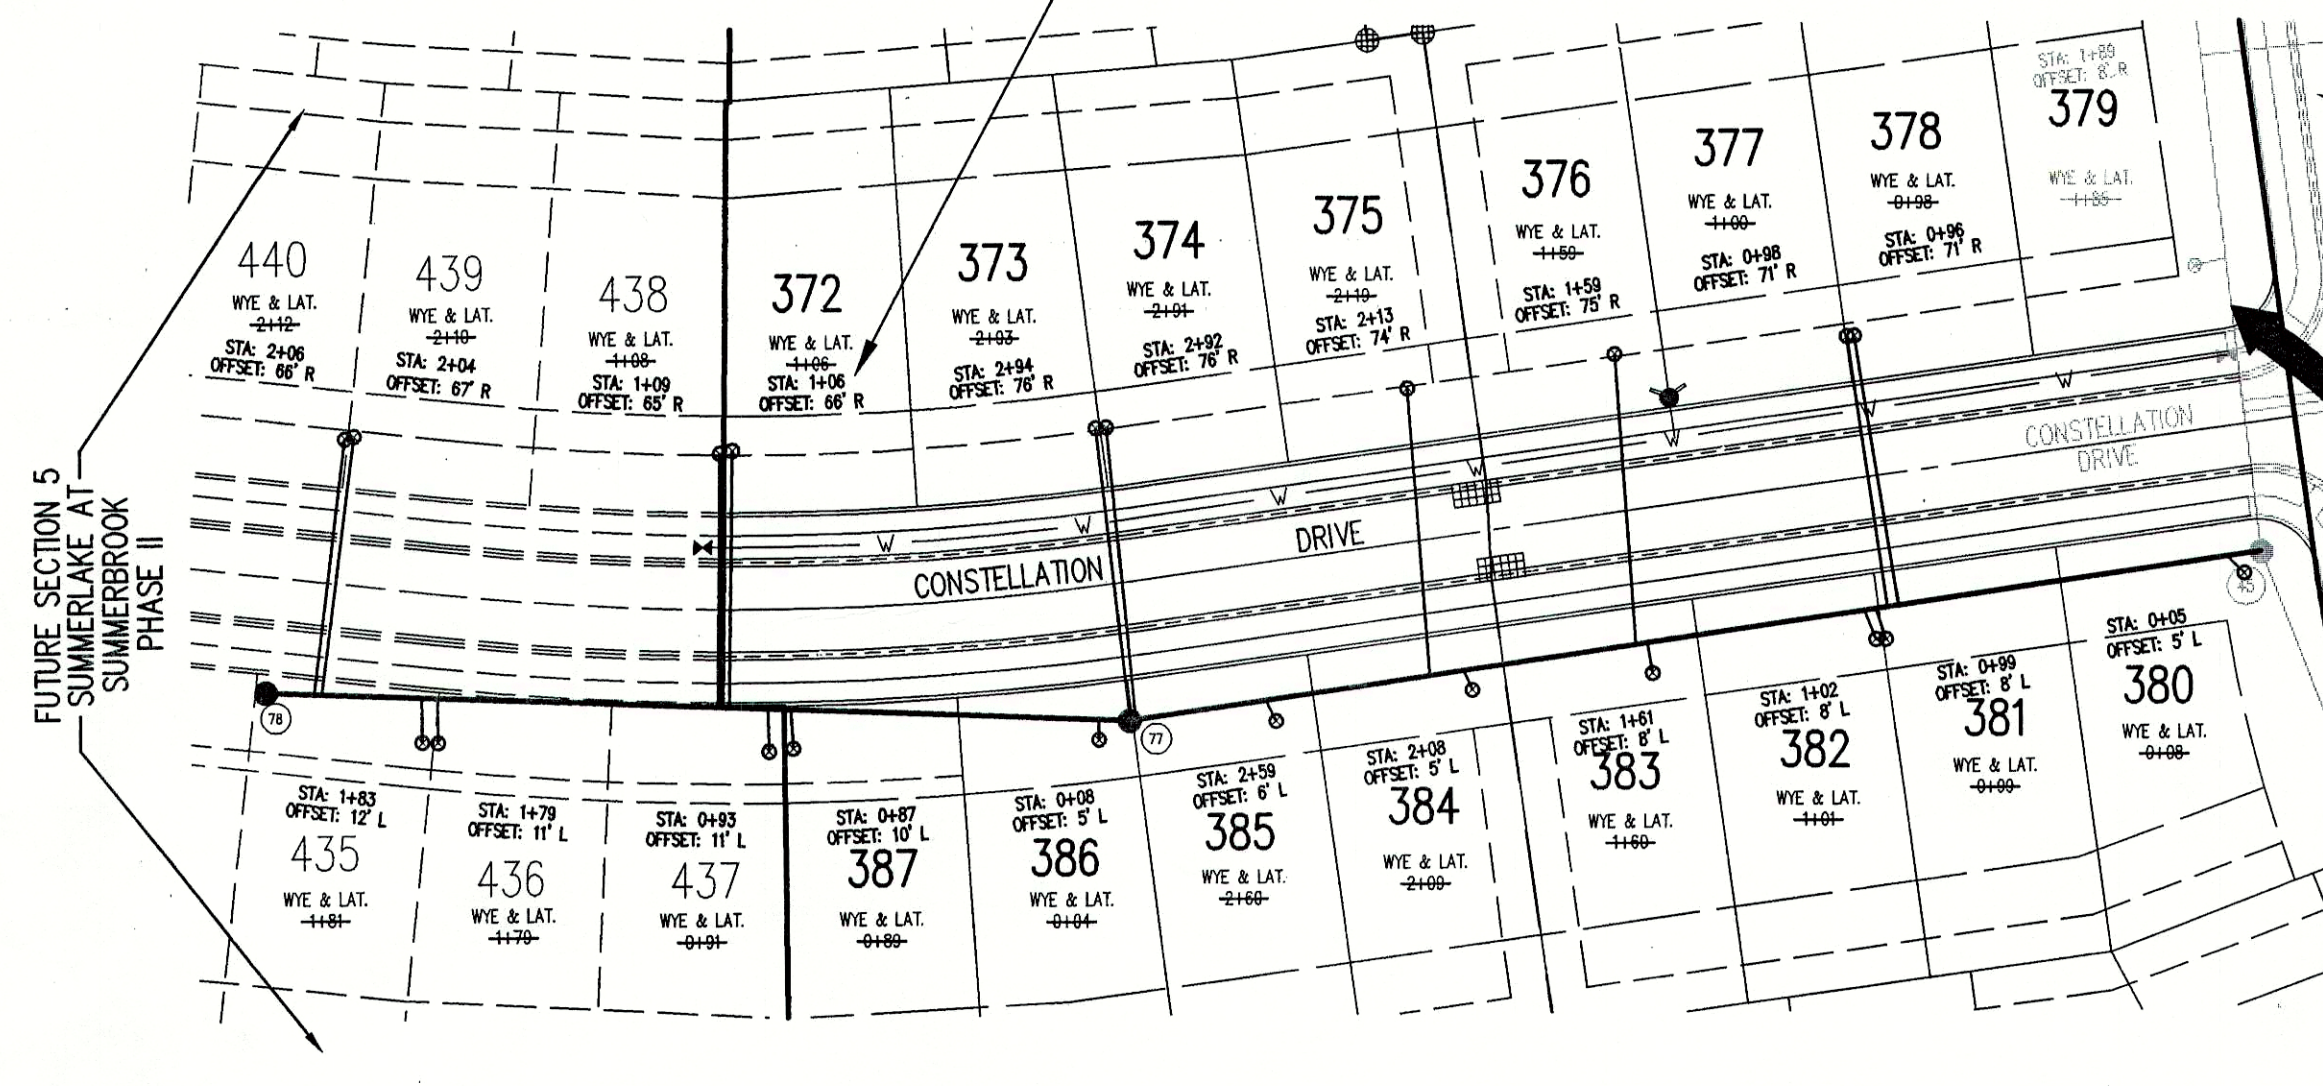 FUTURE SECTION 5
SUMMERLAKE AT
SUMMERBROOK
PHASE II
440
WYE & LAT.
2+12
STA: 2+06
OFFSET: 66' R
439
WYE & LAT.
2+10
STA: 2+04
OFFSET: 67' R
438
WYE & LAT.
1+08
STA: 1+09
OFFSET: 65' R
372
WYE & LAT.
1+06
STA: 1+06
OFFSET: 66' R
373
WYE & LAT.
2+93
STA: 2+94
OFFSET: 76' R
374
WYE & LAT.
2+91
STA: 2+92
OFFSET: 76' R
375
WYE & LAT.
2+10
STA: 2+13
OFFSET: 74' R
376
WYE & LAT.
1+59
STA: 1+59
OFFSET: 75' R
377
WYE & LAT.
1+00
STA: 0+98
OFFSET: 71' R
378
WYE & LAT.
0+98
STA: 0+96
OFFSET: 71' R
STA: 1+89
OFFSET: 8' R
379
WYE & LAT.
W
W
W
W
W
W
W
CONSTELLATION
DRIVE
CONSTELLATION
DRIVE
78
77
45
STA: 1+83
OFFSET: 12' L
435
WYE & LAT.
1+81
STA: 1+79
OFFSET: 11' L
436
WYE & LAT.
1+79
STA: 0+93
OFFSET: 11' L
437
WYE & LAT.
0+91
STA: 0+87
OFFSET: 10' L
387
WYE & LAT.
0+89
STA: 0+08
OFFSET: 5' L
386
WYE & LAT.
0+04
STA: 2+59
OFFSET: 6' L
385
WYE & LAT.
2+60
STA: 2+08
OFFSET: 5' L
384
WYE & LAT.
2+09
STA: 1+61
OFFSET: 8' L
383
WYE & LAT.
1+60
STA: 1+02
OFFSET: 8' L
382
WYE & LAT.
1+01
STA: 0+99
OFFSET: 8' L
381
WYE & LAT.
0+99
STA: 0+05
OFFSET: 5' L
380
WYE & LAT.
0+08